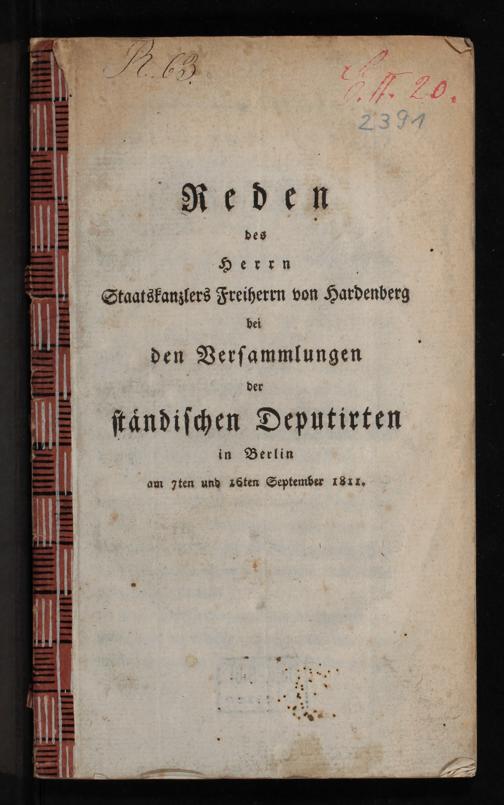 R. 63.
2391
Reden
des
Herrn
Staatskanzlers Freiherrn von Hardenberg
bei
den Versammlungen
der
ständischen Deputirten
in Berlin
am 7ten und 16ten September 1811.